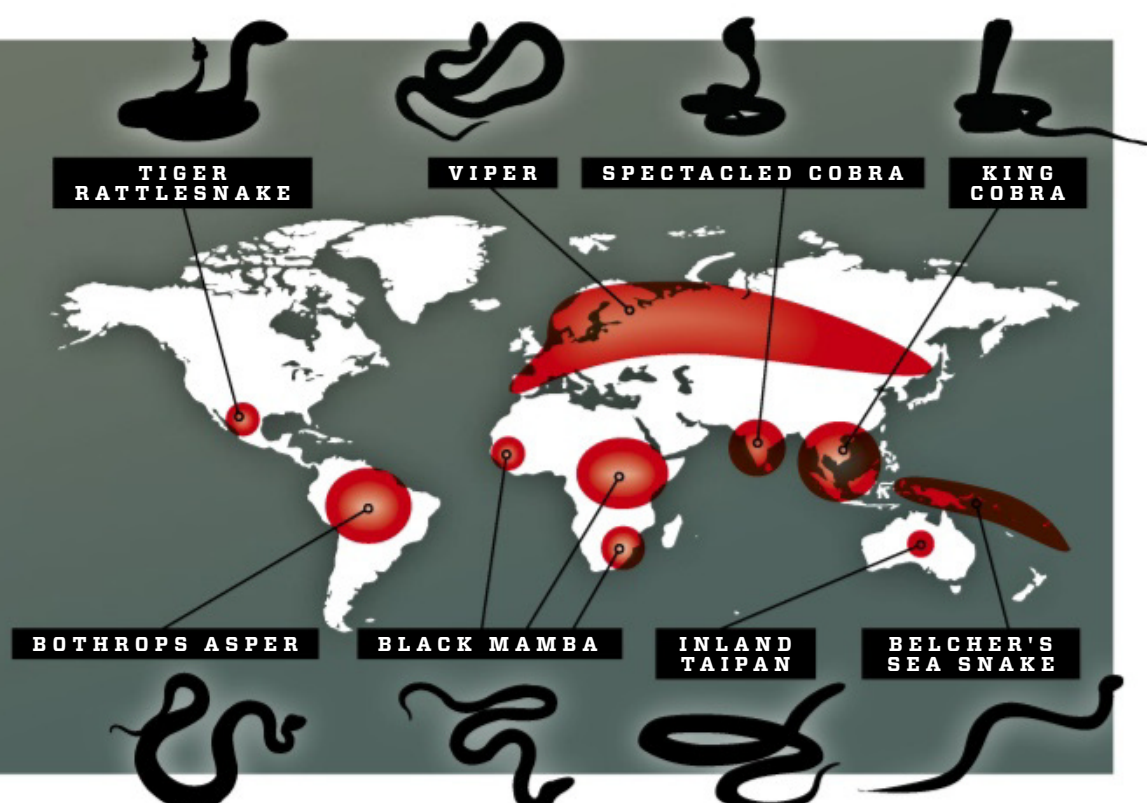 TIGER
RATTLESNAKE
VIPER
SPECTACLED COBRA
KING
COBRA
BOTHROPS ASPER
BLACK MAMBA
INLAND
TAIPAN
BELCHER'S
SEA SNAKE